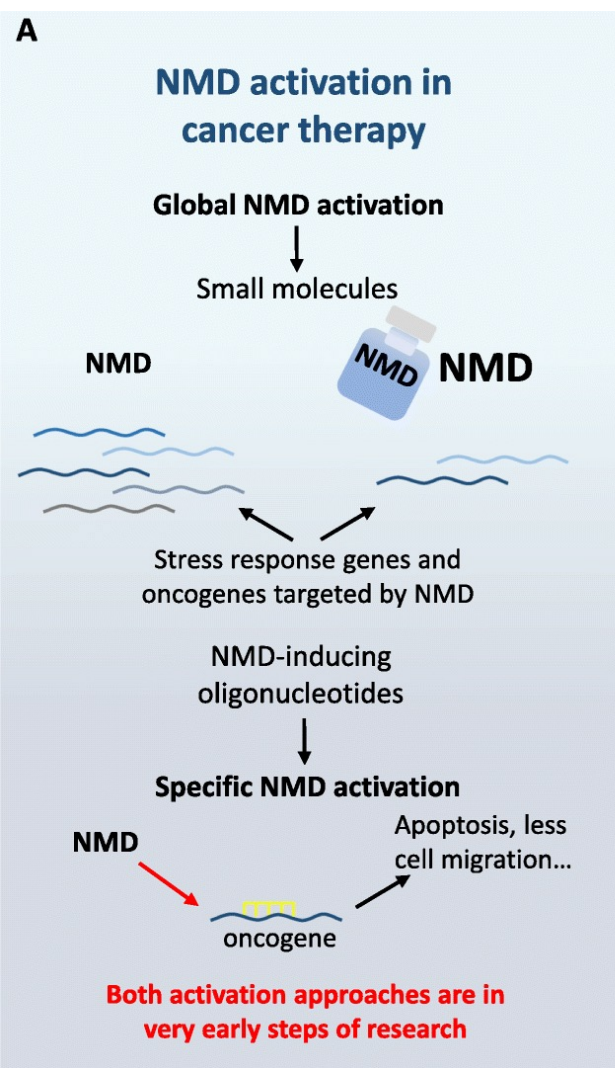 A
NMD activation in
cancer therapy
Global NMD activation
Small molecules
NMD
NMD
NMD
Stress response genes and
oncogenes targeted by NMD
NMD-inducing
oligonucleotides
Specific NMD activation
NMD
Apoptosis, less
cell migration...
oncogene
Both activation approaches are in
very early steps of research